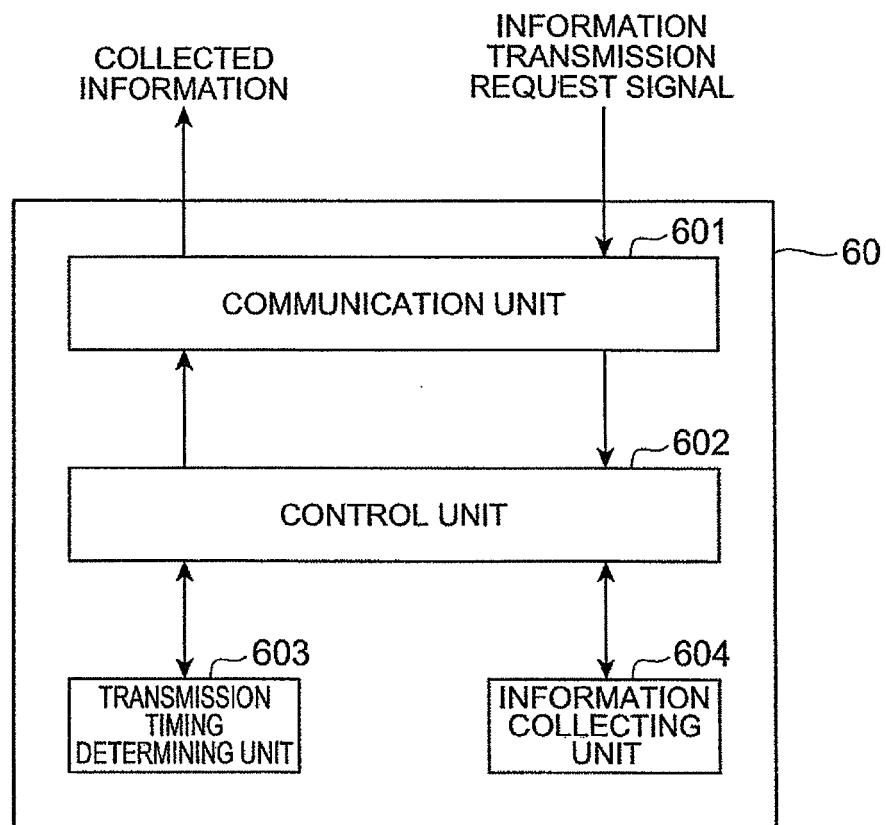 COLLECTED
INFORMATION
INFORMATION
TRANSMISSION
REQUEST SIGNAL
601
60
COMMUNICATION UNIT
602
CONTROL UNIT
603
TRANSMISSION
TIMING
DETERMINING UNIT
604
INFORMATION
COLLECTING
UNIT